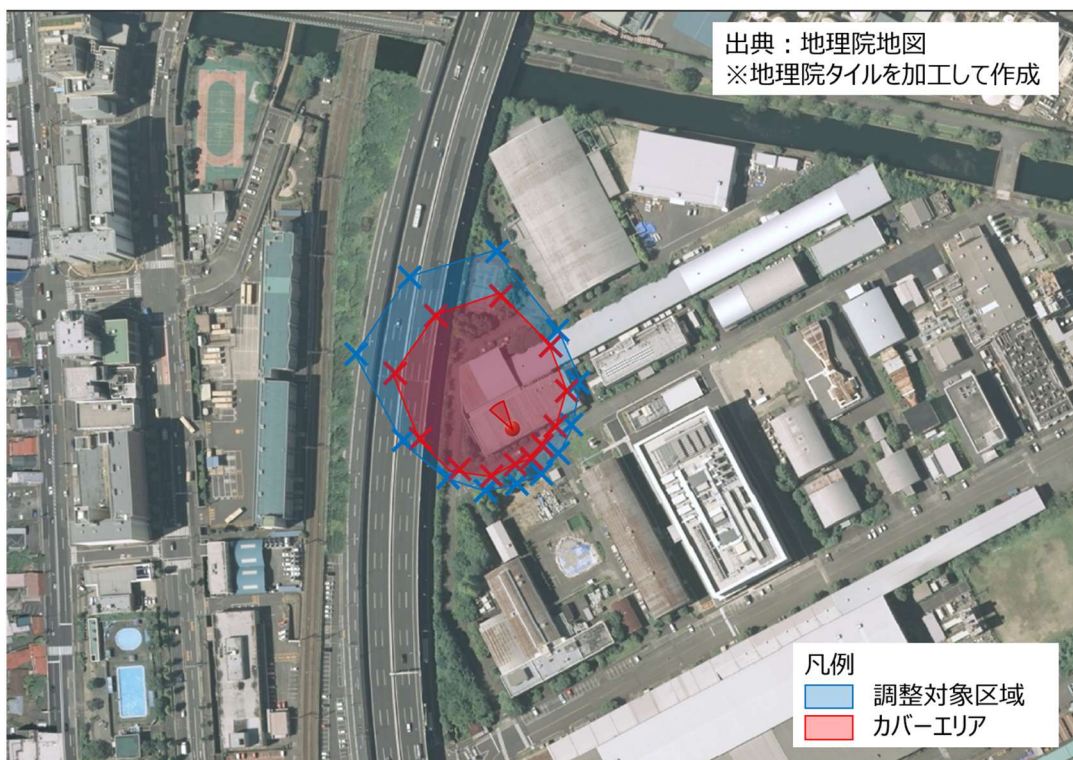 出典：地理院地図
※地理院タイルを加工して作成
凡例
調整対象区域
カバーエリア